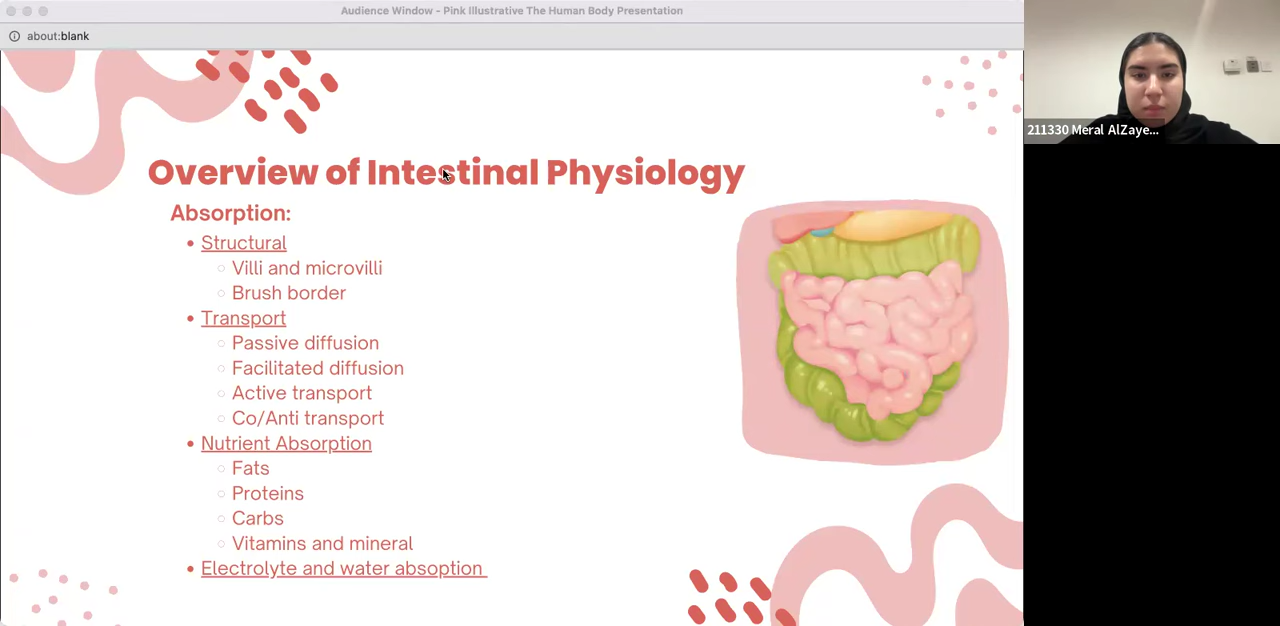 Audience Window - Pink Illustrative The Human Body Presentation
about:blank
211330 Meral AlZaye...
Overview of Intestinal Physiology
Absorption:
Structural
Villi and microvilli
Brush border
Transport
Passive diffusion
Facilitated diffusion
Active transport
Co/Anti transport
Nutrient Absorption
Fats
Proteins
Carbs
Vitamins and mineral
Electrolyte and water absoption